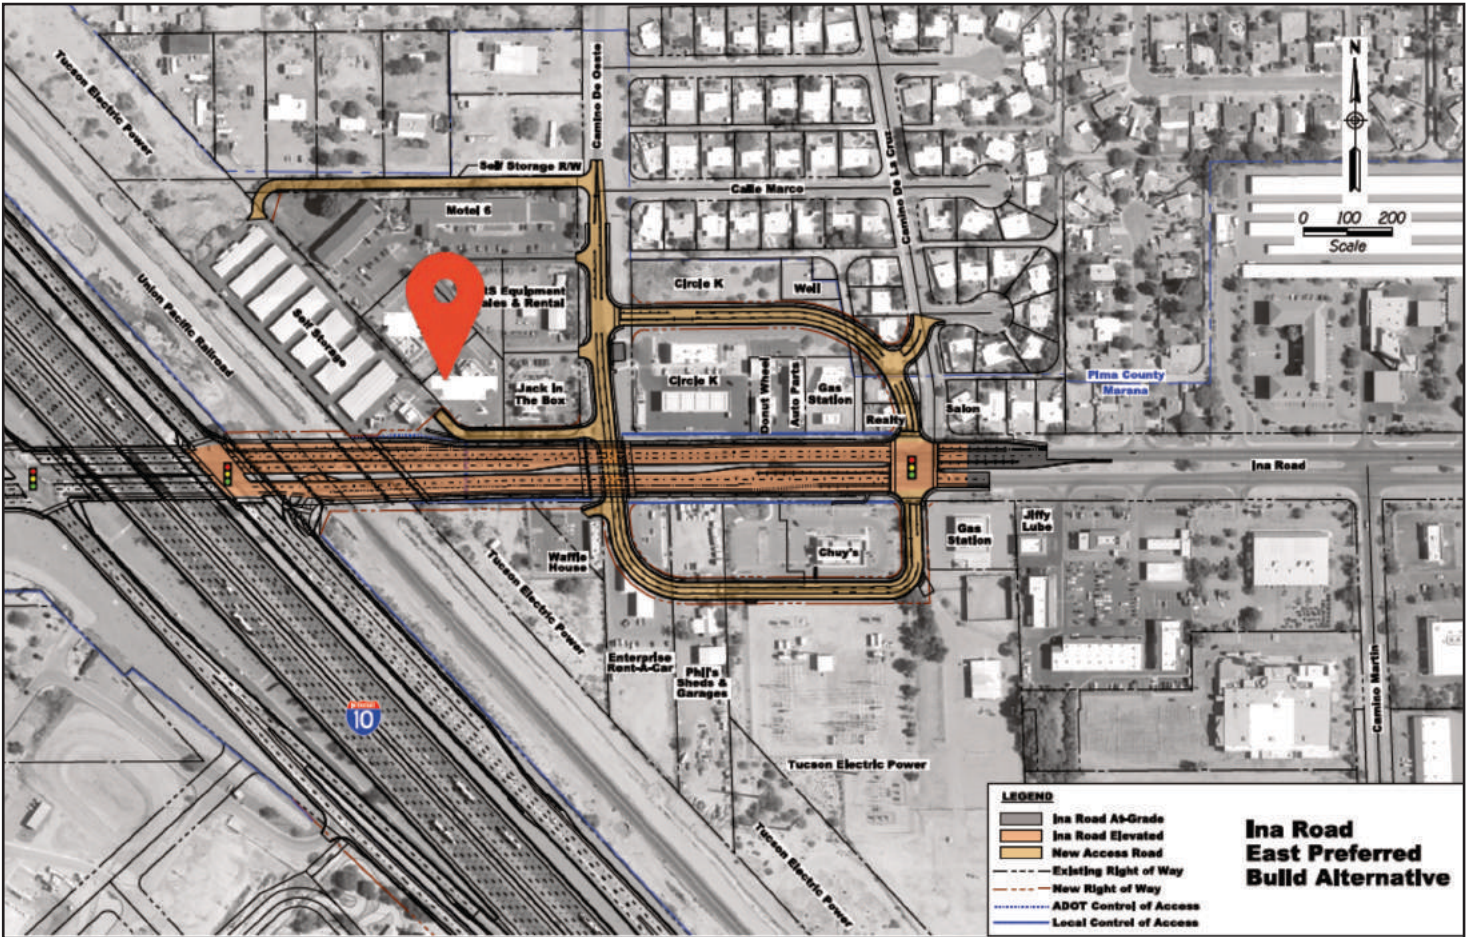 Tucson Electric Power
Camino De Oeste
N
Self Storage R/W
Calle Marco
Camino De La Cruz
Motel 6
0 100 200
Scale
Union Pacific Railroad
Self Storage
Equipment
Sales & Rental
Circle K
Well
Jack in
The Box
Circle K
Donut Wheel
Auto Parts
Gas
Station
Realty
Salon
Pima County
Marana
Ina Road
Waffle
House
Tucson Electric Power
Chuy's
Gas
Station
Jiffy
Lube
Enterprise
Rent-A-Car
Phil's
Sheds &
Garages
Camino Martin
10
Tucson Electric Power
Tucson Electric Power
LEGEND
Ina Road At-Grade
Ina Road Elevated
New Access Road
Existing Right of Way
New Right of Way
ADOT Control of Access
Local Control of Access
Ina Road
East Preferred
Build Alternative